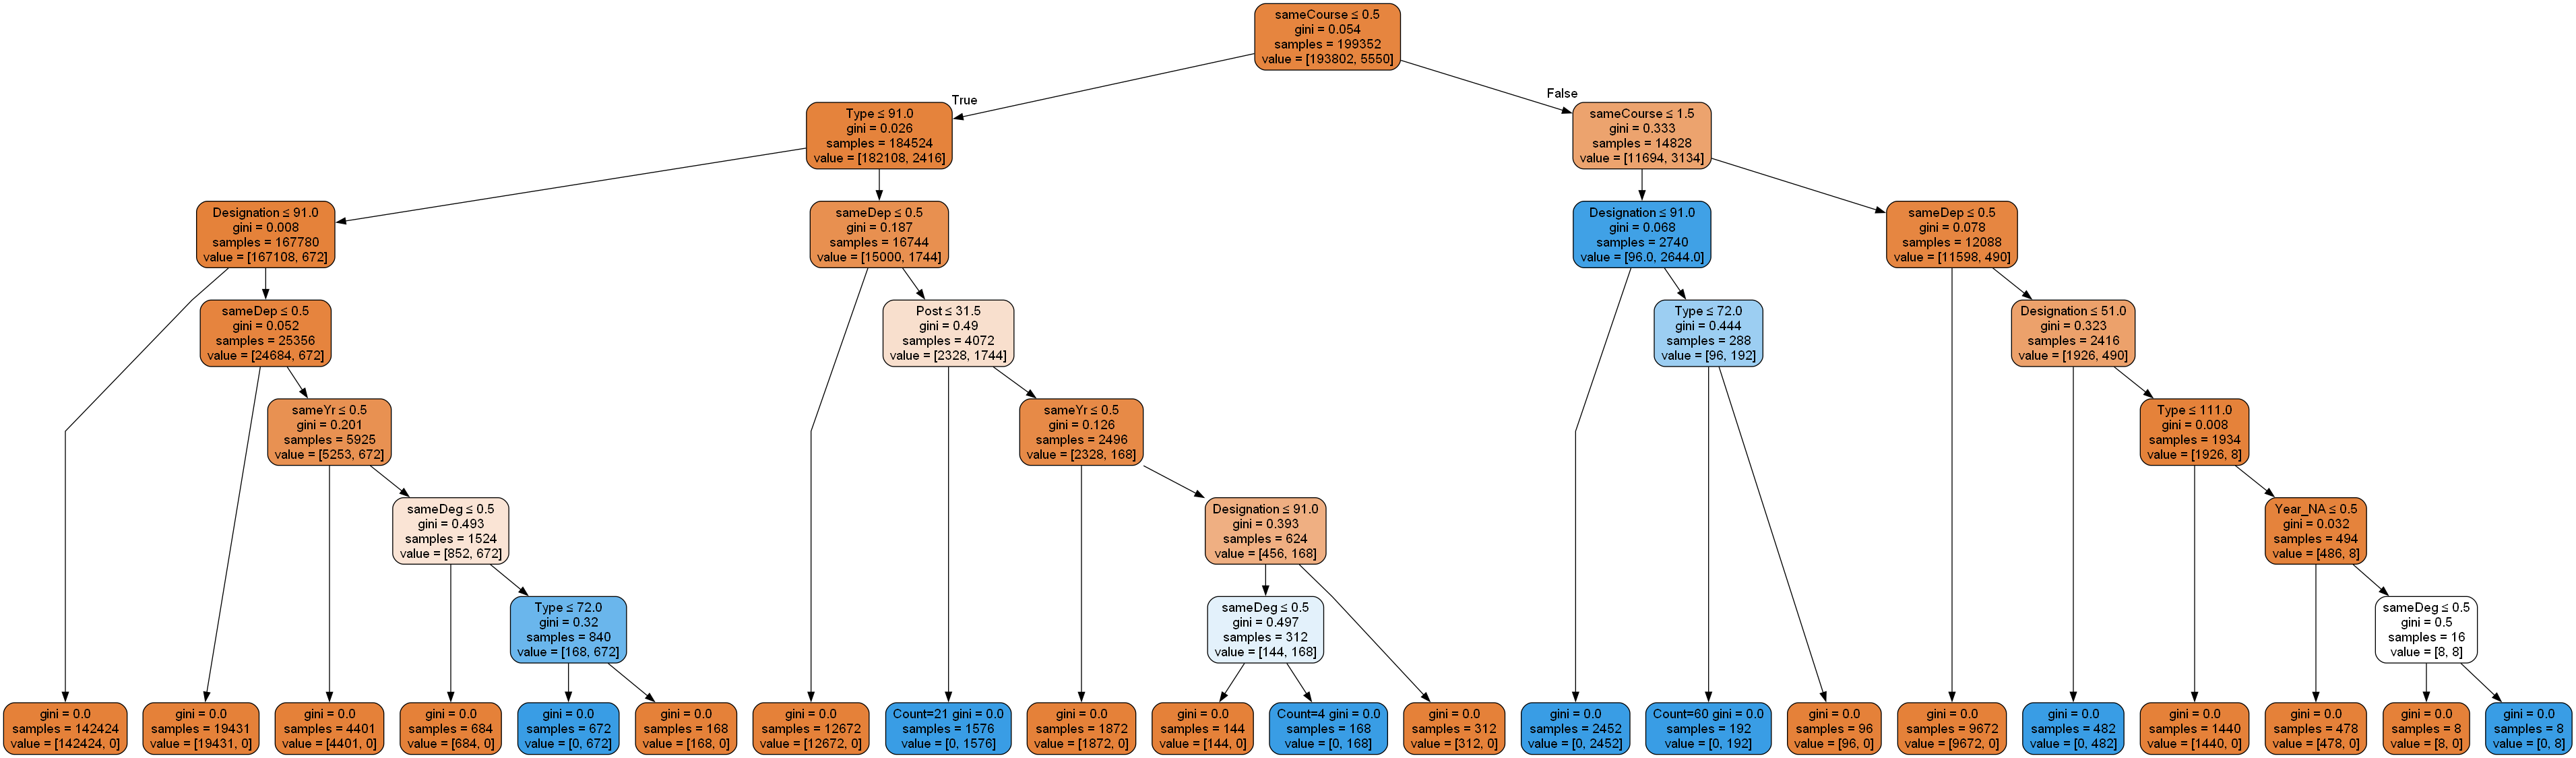 sameCourse ≤ 0.5
gini = 0.054
samples = 199352
value = [193802, 5550]
True
False
Type ≤ 91.0
gini = 0.026
samples = 184524
value = [182108, 2416]
sameCourse ≤ 1.5
gini = 0.333
samples = 14828
value = [11694, 3134]
Designation ≤ 91.0
gini = 0.008
samples = 167780
value = [167108, 672]
sameDep ≤ 0.5
gini = 0.187
samples = 16744
value = [15000, 1744]
Designation ≤ 91.0
gini = 0.068
samples = 2740
value = [96.0, 2644.0]
sameDep ≤ 0.5
gini = 0.078
samples = 12088
value = [11598, 490]
sameDep ≤ 0.5
gini = 0.052
samples = 25356
value = [24684, 672]
Post ≤ 31.5
gini = 0.49
samples = 4072
value = [2328, 1744]
Type ≤ 72.0
gini = 0.444
samples = 288
value = [96, 192]
Designation ≤ 51.0
gini = 0.323
samples = 2416
value = [1926, 490]
sameYr ≤ 0.5
gini = 0.201
samples = 5925
value = [5253, 672]
sameYr ≤ 0.5
gini = 0.126
samples = 2496
value = [2328, 168]
Type ≤ 111.0
gini = 0.008
samples = 1934
value = [1926, 8]
sameDeg ≤ 0.5
gini = 0.493
samples = 1524
value = [852, 672]
Designation ≤ 91.0
gini = 0.393
samples = 624
value = [456, 168]
Year_NA ≤ 0.5
gini = 0.032
samples = 494
value = [486, 8]
Type ≤ 72.0
gini = 0.32
samples = 840
value = [168, 672]
sameDeg ≤ 0.5
gini = 0.497
samples = 312
value = [144, 168]
sameDeg ≤ 0.5
gini = 0.5
samples = 16
value = [8, 8]
gini = 0.0
samples = 142424
value = [142424, 0]
gini = 0.0
samples = 19431
value = [19431, 0]
gini = 0.0
samples = 4401
value = [4401, 0]
gini = 0.0
samples = 684
value = [684, 0]
gini = 0.0
samples = 672
value = [0, 672]
gini = 0.0
samples = 168
value = [168, 0]
gini = 0.0
samples = 12672
value = [12672, 0]
Count=21 gini = 0.0
samples = 1576
value = [0, 1576]
gini = 0.0
samples = 1872
value = [1872, 0]
gini = 0.0
samples = 144
value = [144, 0]
Count=4 gini = 0.0
samples = 168
value = [0, 168]
gini = 0.0
samples = 312
value = [312, 0]
gini = 0.0
samples = 2452
value = [0, 2452]
Count=60 gini = 0.0
samples = 192
value = [0, 192]
gini = 0.0
samples = 96
value = [96, 0]
gini = 0.0
samples = 9672
value = [9672, 0]
gini = 0.0
samples = 482
value = [0, 482]
gini = 0.0
samples = 1440
value = [1440, 0]
gini = 0.0
samples = 478
value = [478, 0]
gini = 0.0
samples = 8
value = [8, 0]
gini = 0.0
samples = 8
value = [0, 8]